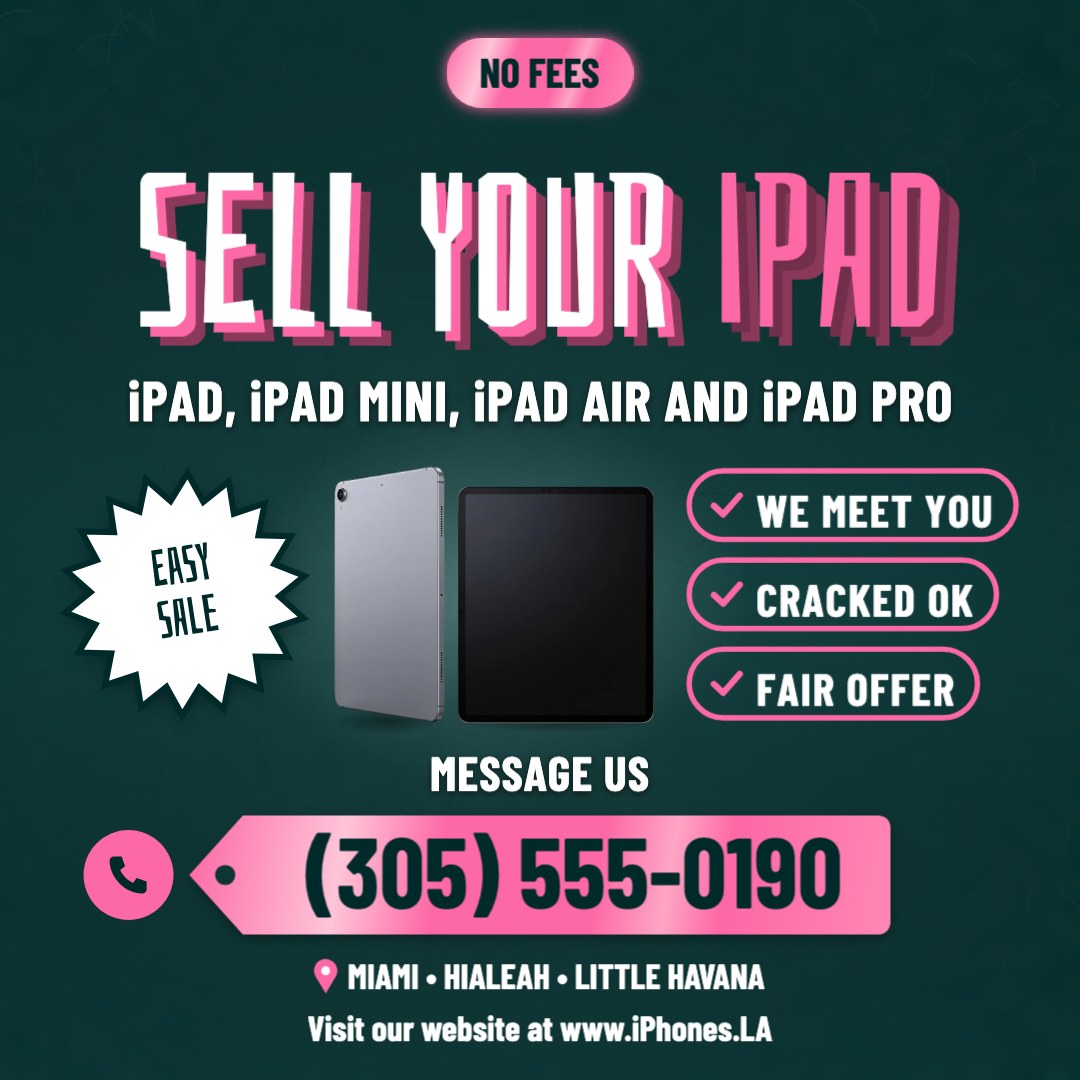 NO FEES
SELL YOUR IPAD
iPAD, iPAD MINI, iPAD AIR AND iPAD PRO
EASY
SALE
WE MEET YOU
CRACKED OK
FAIR OFFER
MESSAGE US
(305) 555-0190
MIAMI • HIALEAH • LITTLE HAVANA
Visit our website at www.iPhones.LA